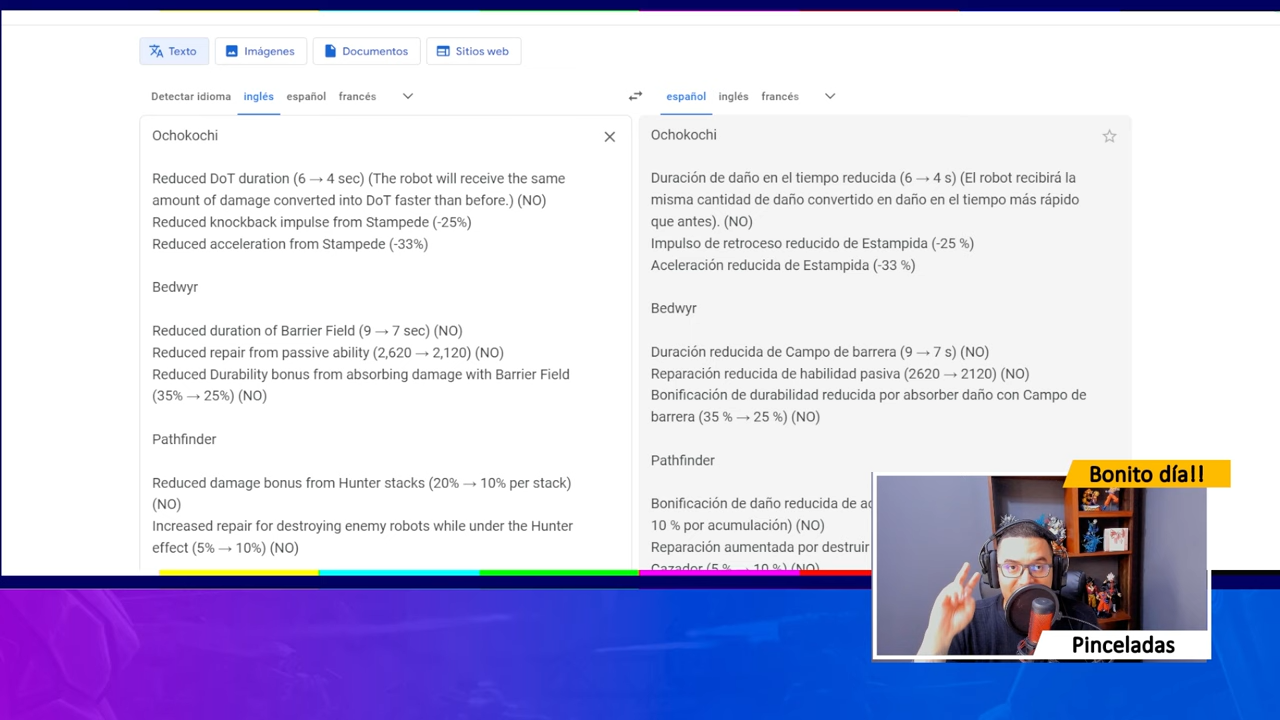 Texto
Imágenes
Documentos
Sitios web
Detectar idioma inglés español francés
español inglés francés
Ochokochi
Reduced DoT duration (6 → 4 sec) (The robot will receive the same
amount of damage converted into DoT faster than before.) (NO)
Reduced knockback impulse from Stampede (-25%)
Reduced acceleration from Stampede (-33%)
Bedwyr
Reduced duration of Barrier Field (9 → 7 sec) (NO)
Reduced repair from passive ability (2,620 → 2,120) (NO)
Reduced Durability bonus from absorbing damage with Barrier Field
(35% → 25%) (NO)
Pathfinder
Reduced damage bonus from Hunter stacks (20% → 10% per stack)
(NO)
Increased repair for destroying enemy robots while under the Hunter
effect (5% → 10%) (NO)
Ochokochi
Duración de daño en el tiempo reducida (6 → 4 s) (El robot recibirá la
misma cantidad de daño convertido en daño en el tiempo más rápido
que antes). (NO)
Impulso de retroceso reducido de Estampida (-25 %)
Aceleración reducida de Estampida (-33 %)
Bedwyr
Duración reducida de Campo de barrera (9 → 7 s) (NO)
Reparación reducida de habilidad pasiva (2620 → 2120) (NO)
Bonificación de durabilidad reducida por absorber daño con Campo de
barrera (35 % → 25 %) (NO)
Pathfinder
Bonificación de daño reducida de
10 % por acumulación) (NO)
Reparación aumentada por destruir
Cazador (5 % → 10 %) (NO)
Bonito día!!
Pinceladas